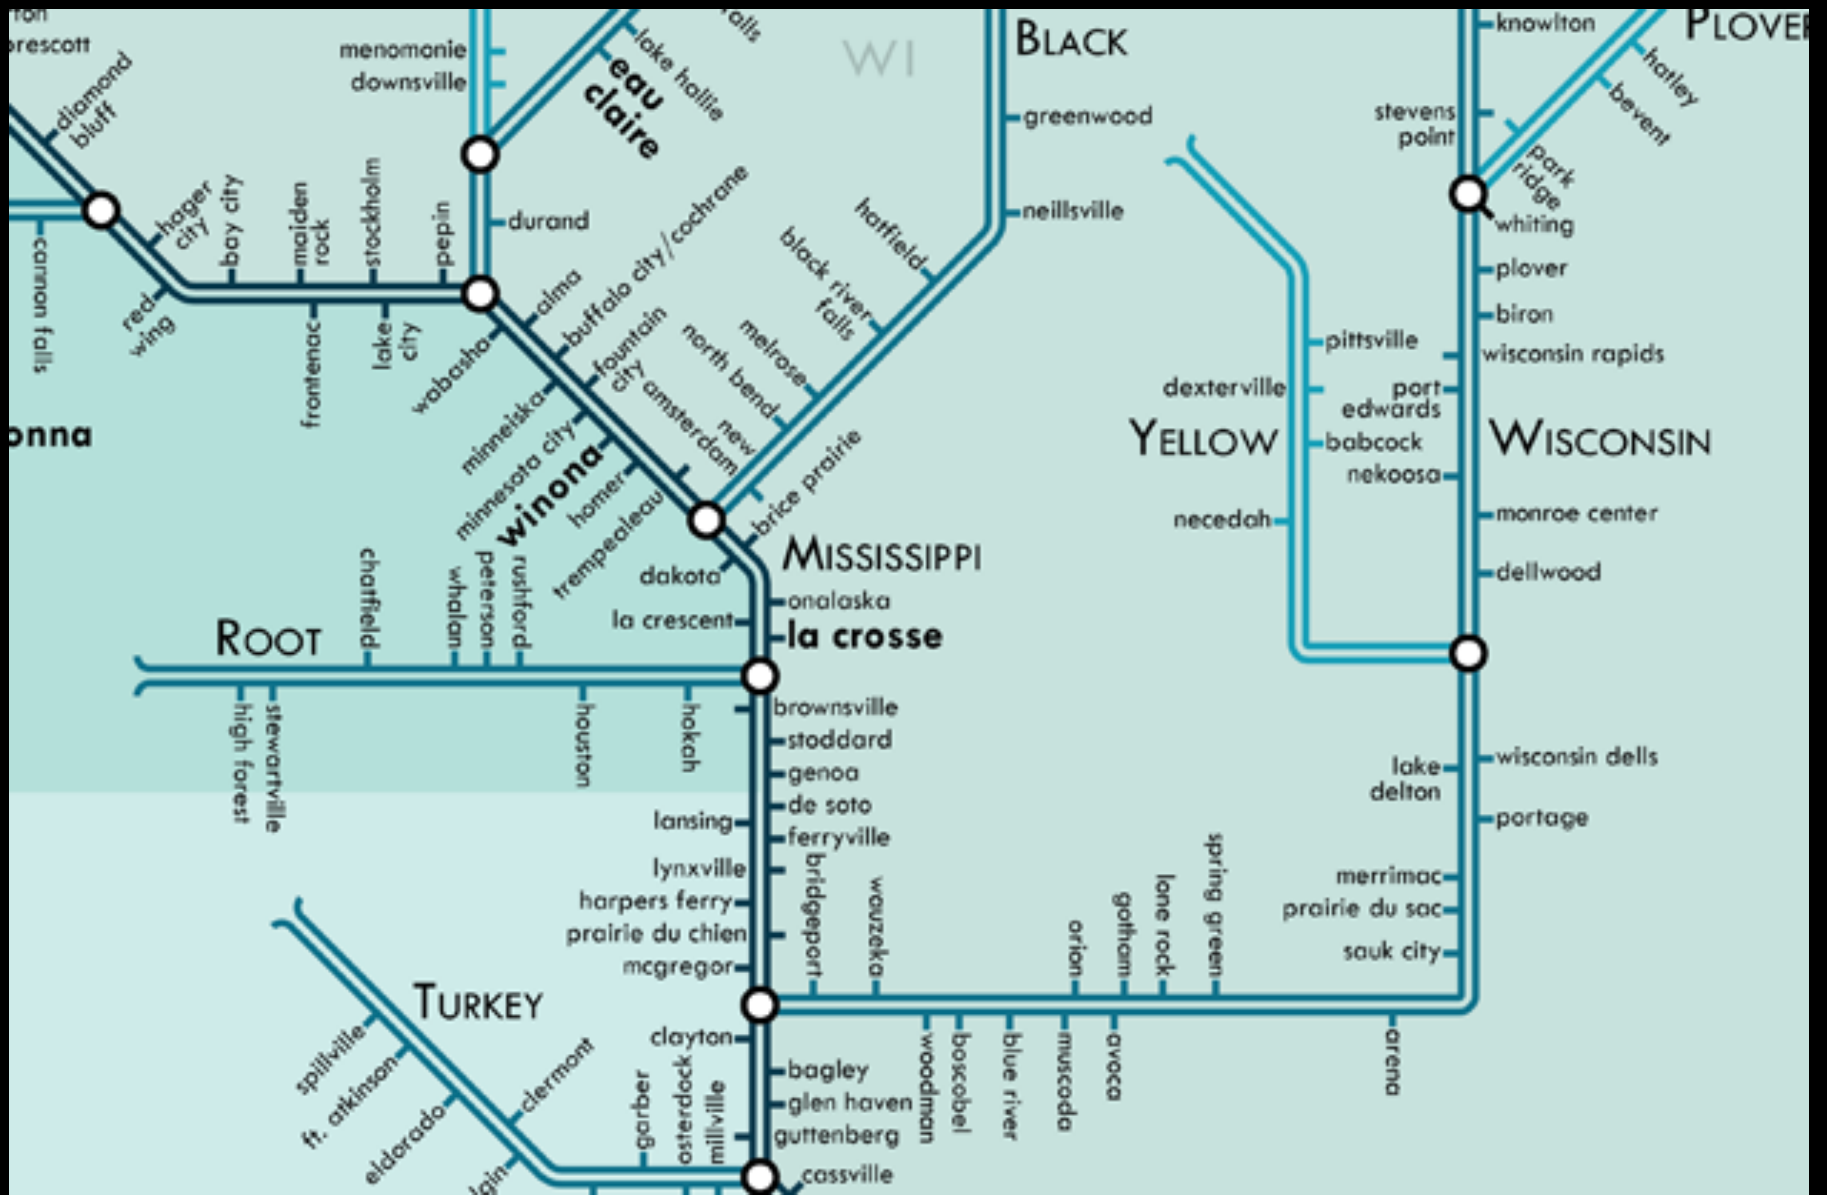 BLACK
PLOVER
WI
knowlton
prescott
menomonie
downsville
lake hallie
eau
claire
diamond
bluff
greenwood
stevens
point
hatley
bevent
park
ridge
whiting
hager
city
bay city
maiden
rock
stockholm
pepin
durand
neillsville
hatfield
black river
falls
cannon falls
red
wing
frontenac
lake
city
wabasha
alma
buffalo city/cochrane
fountain
city
plover
biron
wisconsin rapids
pittsville
dexterville
port
edwards
YELLOW
WISCONSIN
babcock
nekoosa
necedah
monroe center
dellwood
melrose
north bend
new
amsterdam
brice prairie
minneiska
minnesota city
winona
homer
trempealeau
dakota
MISSISSIPPI
onalaska
la crescent
la crosse
ROOT
chatfield
whalan
peterson
rushford
high forest
stewartville
houston
hokah
brownsville
stoddard
genoa
de soto
lansing
ferryville
lynxville
harpers ferry
prairie du chien
mcgregor
bridgeport
wauzeka
orion
gotham
lone rock
spring green
wisconsin dells
lake
delton
portage
merrimac
prairie du sac
sauk city
TURKEY
spillville
ft. atkinson
eldorado
clermont
garber
osterdock
millville
clayton
bagley
glen haven
guttenberg
cassville
woodman
boscobel
blue river
muscoda
avoca
arena